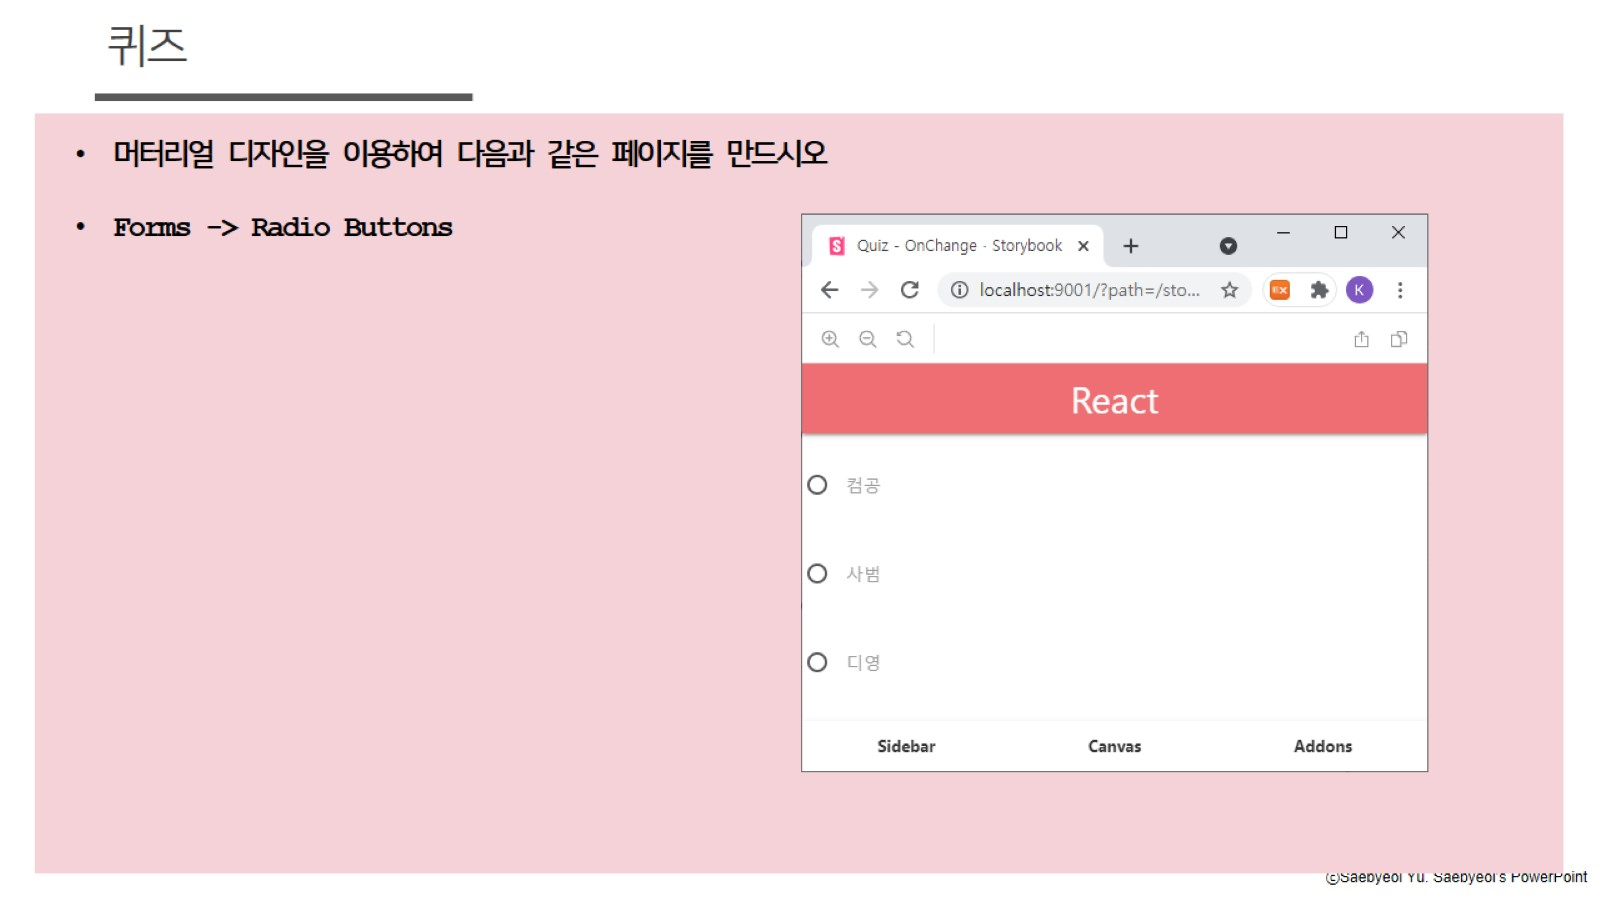 퀴즈
• 머터리얼 디자인을 이용하여 다음과 같은 페이지를 만드시오
• Forms -> Radio Buttons
Quiz - OnChange · Storybook
localhost:9001/?path=/sto...
K
React
컴공
사범
디영
Sidebar Canvas Addons
©Saebyeol Yu. Saebyeol's PowerPoint